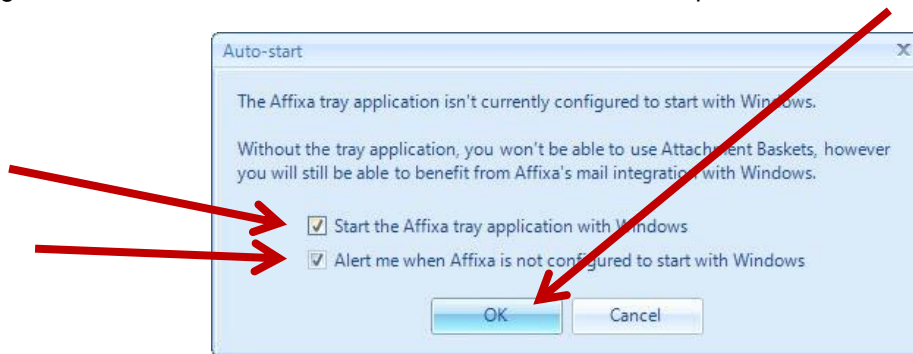 Auto-start
The Affixa tray application isn't currently configured to start with Windows.
Without the tray application, you won't be able to use Attachment Baskets, however
you will still be able to benefit from Affixa's mail integration with Windows.
Start the Affixa tray application with Windows
Alert me when Affixa is not configured to start with Windows
OK Cancel